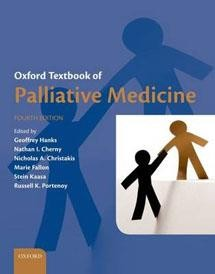 Oxford Textbook of
Palliative Medicine
FOURTH EDITION
Edited by
Geoffrey Hanks
Nathan I. Cherny
Nicholas A. Christakis
Marie Fallon
Stein Kaasa
Russell K. Portenoy
OXFORD